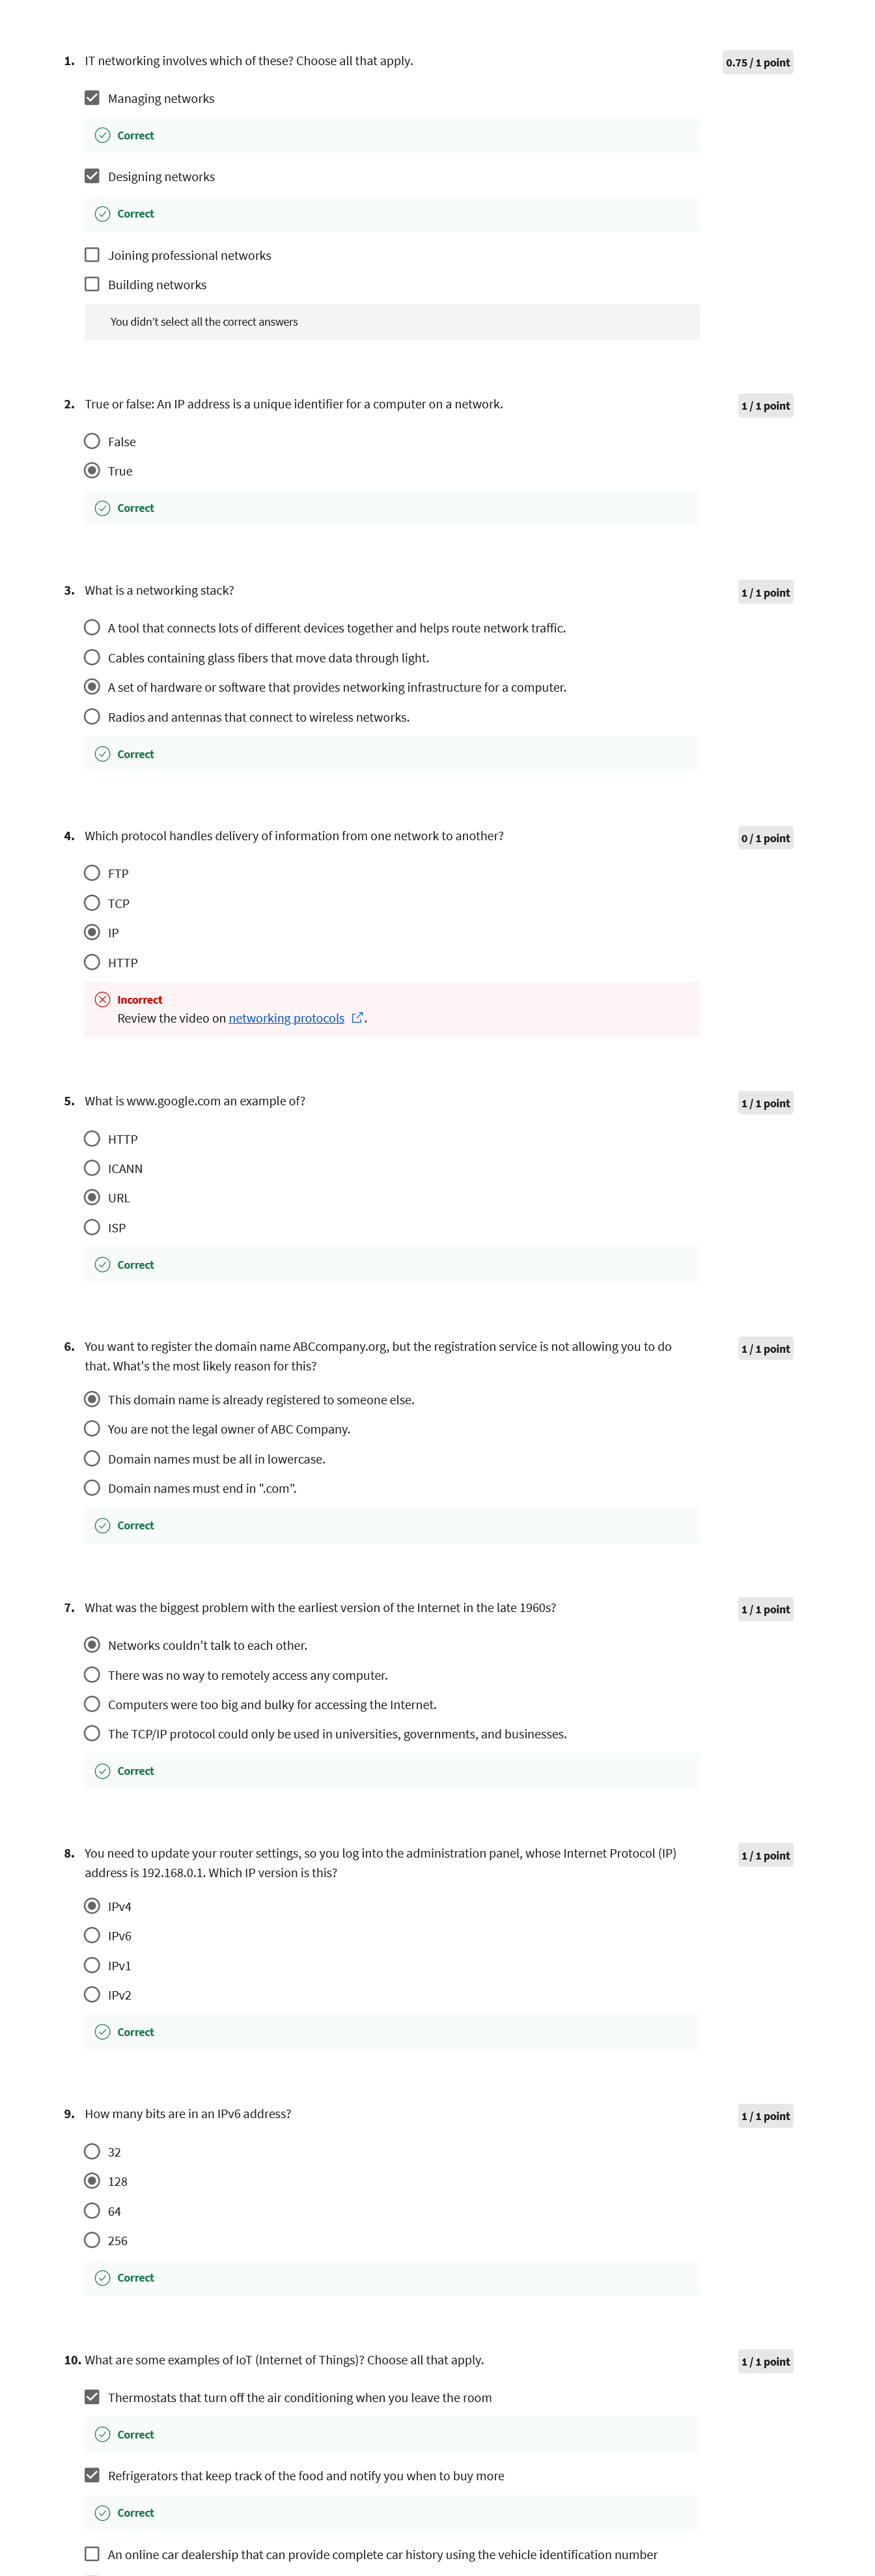 1. IT networking involves which of these? Choose all that apply.
0.75 / 1 point
Managing networks
Correct
Designing networks
Correct
Joining professional networks
Building networks
You didn't select all the correct answers
2. True or false: An IP address is a unique identifier for a computer on a network.
1 / 1 point
False
True
Correct
3. What is a networking stack?
1 / 1 point
A tool that connects lots of different devices together and helps route network traffic.
Cables containing glass fibers that move data through light.
A set of hardware or software that provides networking infrastructure for a computer.
Radios and antennas that connect to wireless networks.
Correct
4. Which protocol handles delivery of information from one network to another?
0 / 1 point
FTP
TCP
IP
HTTP
Incorrect
Review the video on networking protocols.
5. What is www.google.com an example of?
1 / 1 point
HTTP
ICANN
URL
ISP
Correct
6. You want to register the domain name ABCcompany.org, but the registration service is not allowing you to do
that. What's the most likely reason for this?
1 / 1 point
This domain name is already registered to someone else.
You are not the legal owner of ABC Company.
Domain names must be all in lowercase.
Domain names must end in ".com".
Correct
7. What was the biggest problem with the earliest version of the Internet in the late 1960s?
1 / 1 point
Networks couldn't talk to each other.
There was no way to remotely access any computer.
Computers were too big and bulky for accessing the Internet.
The TCP/IP protocol could only be used in universities, governments, and businesses.
Correct
8. You need to update your router settings, so you log into the administration panel, whose Internet Protocol (IP)
address is 192.168.0.1. Which IP version is this?
1 / 1 point
IPv4
IPv6
IPv1
IPv2
Correct
9. How many bits are in an IPv6 address?
1 / 1 point
32
128
64
256
Correct
10. What are some examples of IoT (Internet of Things)? Choose all that apply.
1 / 1 point
Thermostats that turn off the air conditioning when you leave the room
Correct
Refrigerators that keep track of the food and notify you when to buy more
Correct
An online car dealership that can provide complete car history using the vehicle identification number